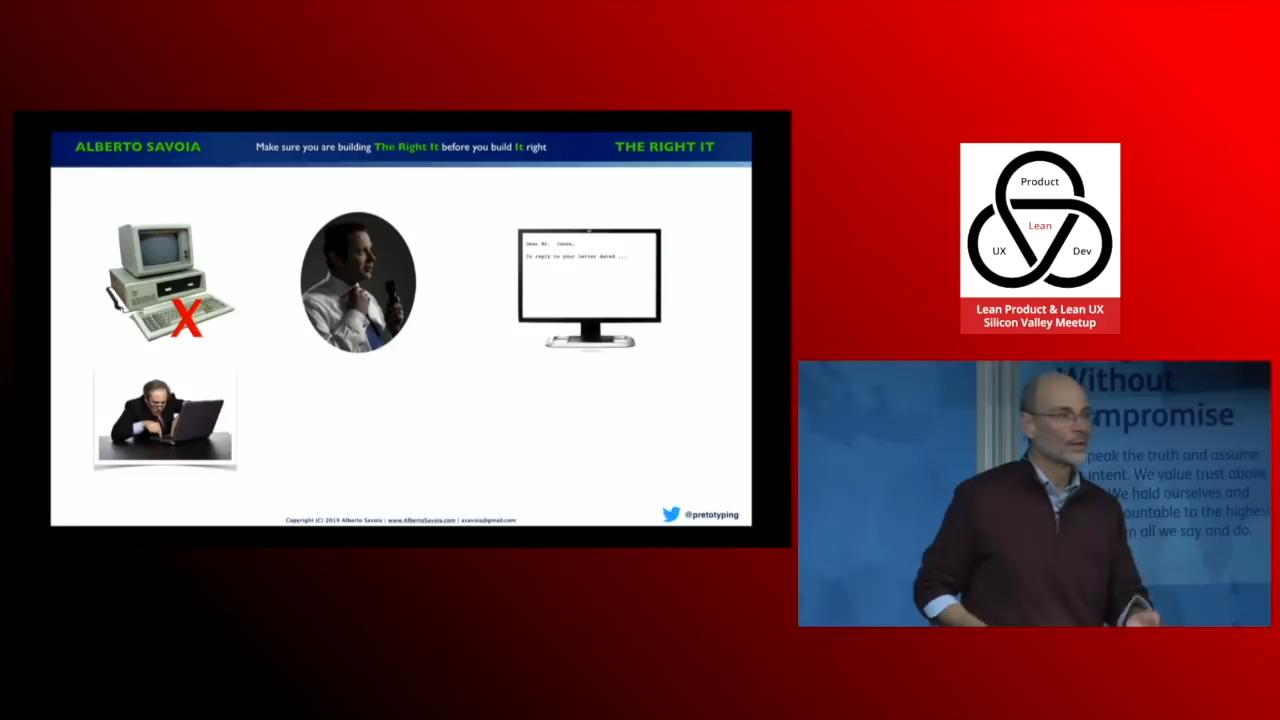 ALBERTO SAVOIA
Make sure you are building The Right It before you build It right
THE RIGHT IT
Dear Mr. Jones,
In reply to your letter dated ...
X
Copyright (C) 2019 Alberto Savoia | www.AlbertoSavoia.com | asavoia@gmail.com
@pretotyping
Product
Lean
UX
Dev
Lean Product & Lean UX
Silicon Valley Meetup
Without
mpromise
peak the truth and assume
intent. We value trust above
We hold ourselves and
ountable to the highes
n all we say and do.